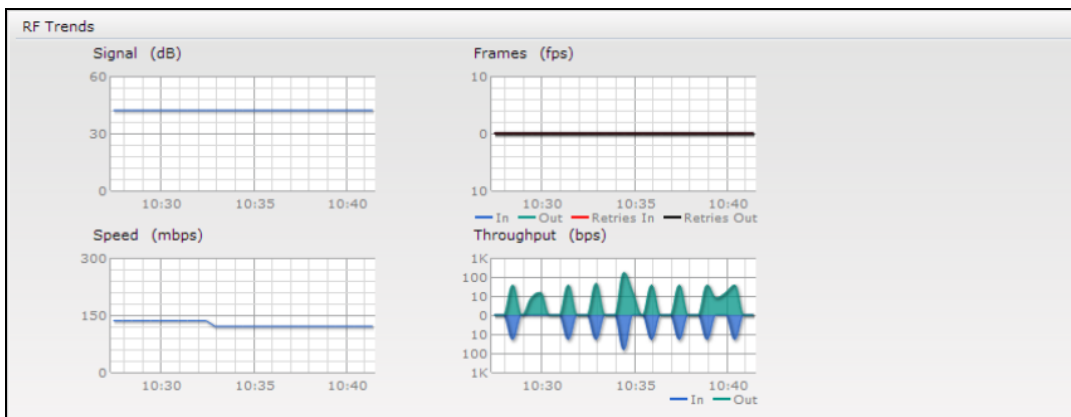 RF Trends
Signal (dB)
60
30
0
10:30 10:35 10:40
Frames (fps)
10
0
10
10:30 10:35 10:40
In Out Retries In Retries Out
Speed (mbps)
300
150
0
10:30 10:35 10:40
Throughput (bps)
1K
100
10
0
10
100
1K
10:30 10:35 10:40
In Out